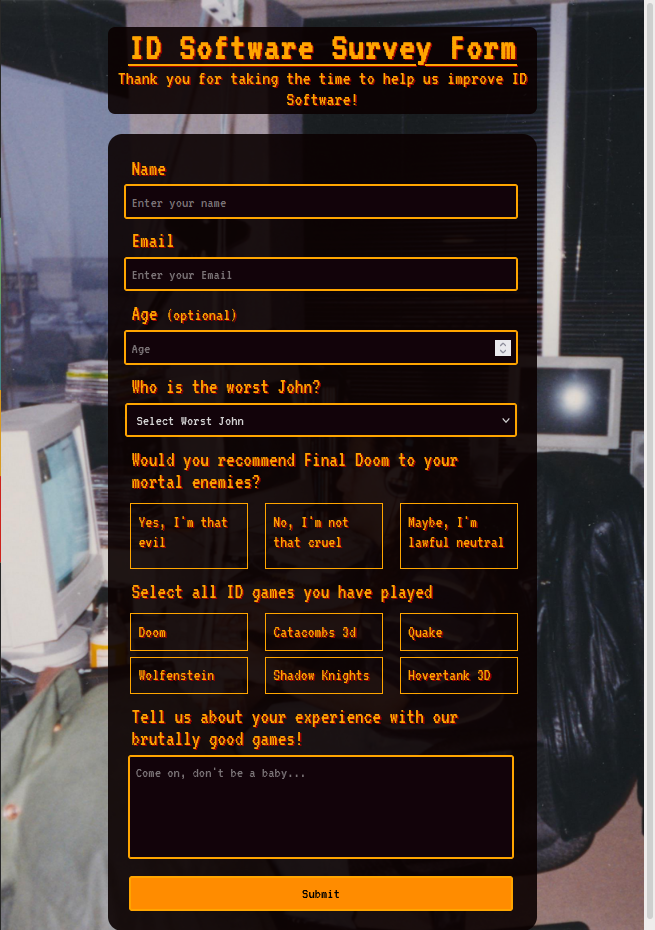 ID Software Survey Form
Thank you for taking the time to help us improve ID
Software!
Name
Enter your name
Email
Enter your Email
Age (optional)
Age
Who is the worst John?
Select Worst John
Would you recommend Final Doom to your
mortal enemies?
Yes, I'm that
evil
No, I'm not
that cruel
Maybe, I'm
lawful neutral
Select all ID games you have played
Doom
Catacombs 3d
Quake
Wolfenstein
Shadow Knights
Hovertank 3D
Tell us about your experience with our
brutally good games!
Come on, don't be a baby...
Submit